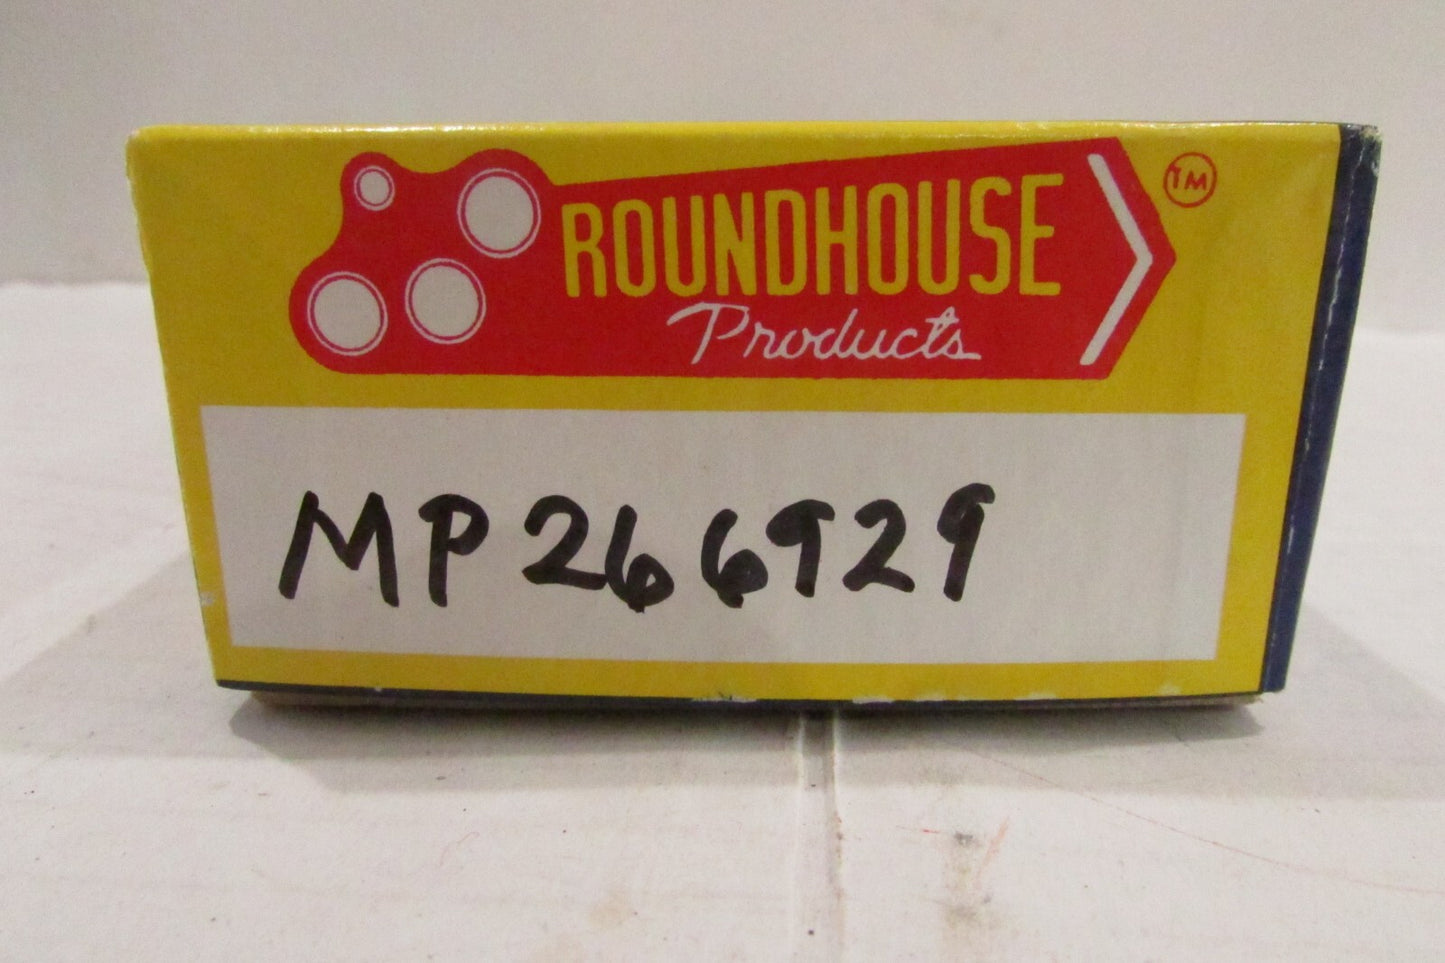 ROUNDHOUSE
Products
TM
MP 266929